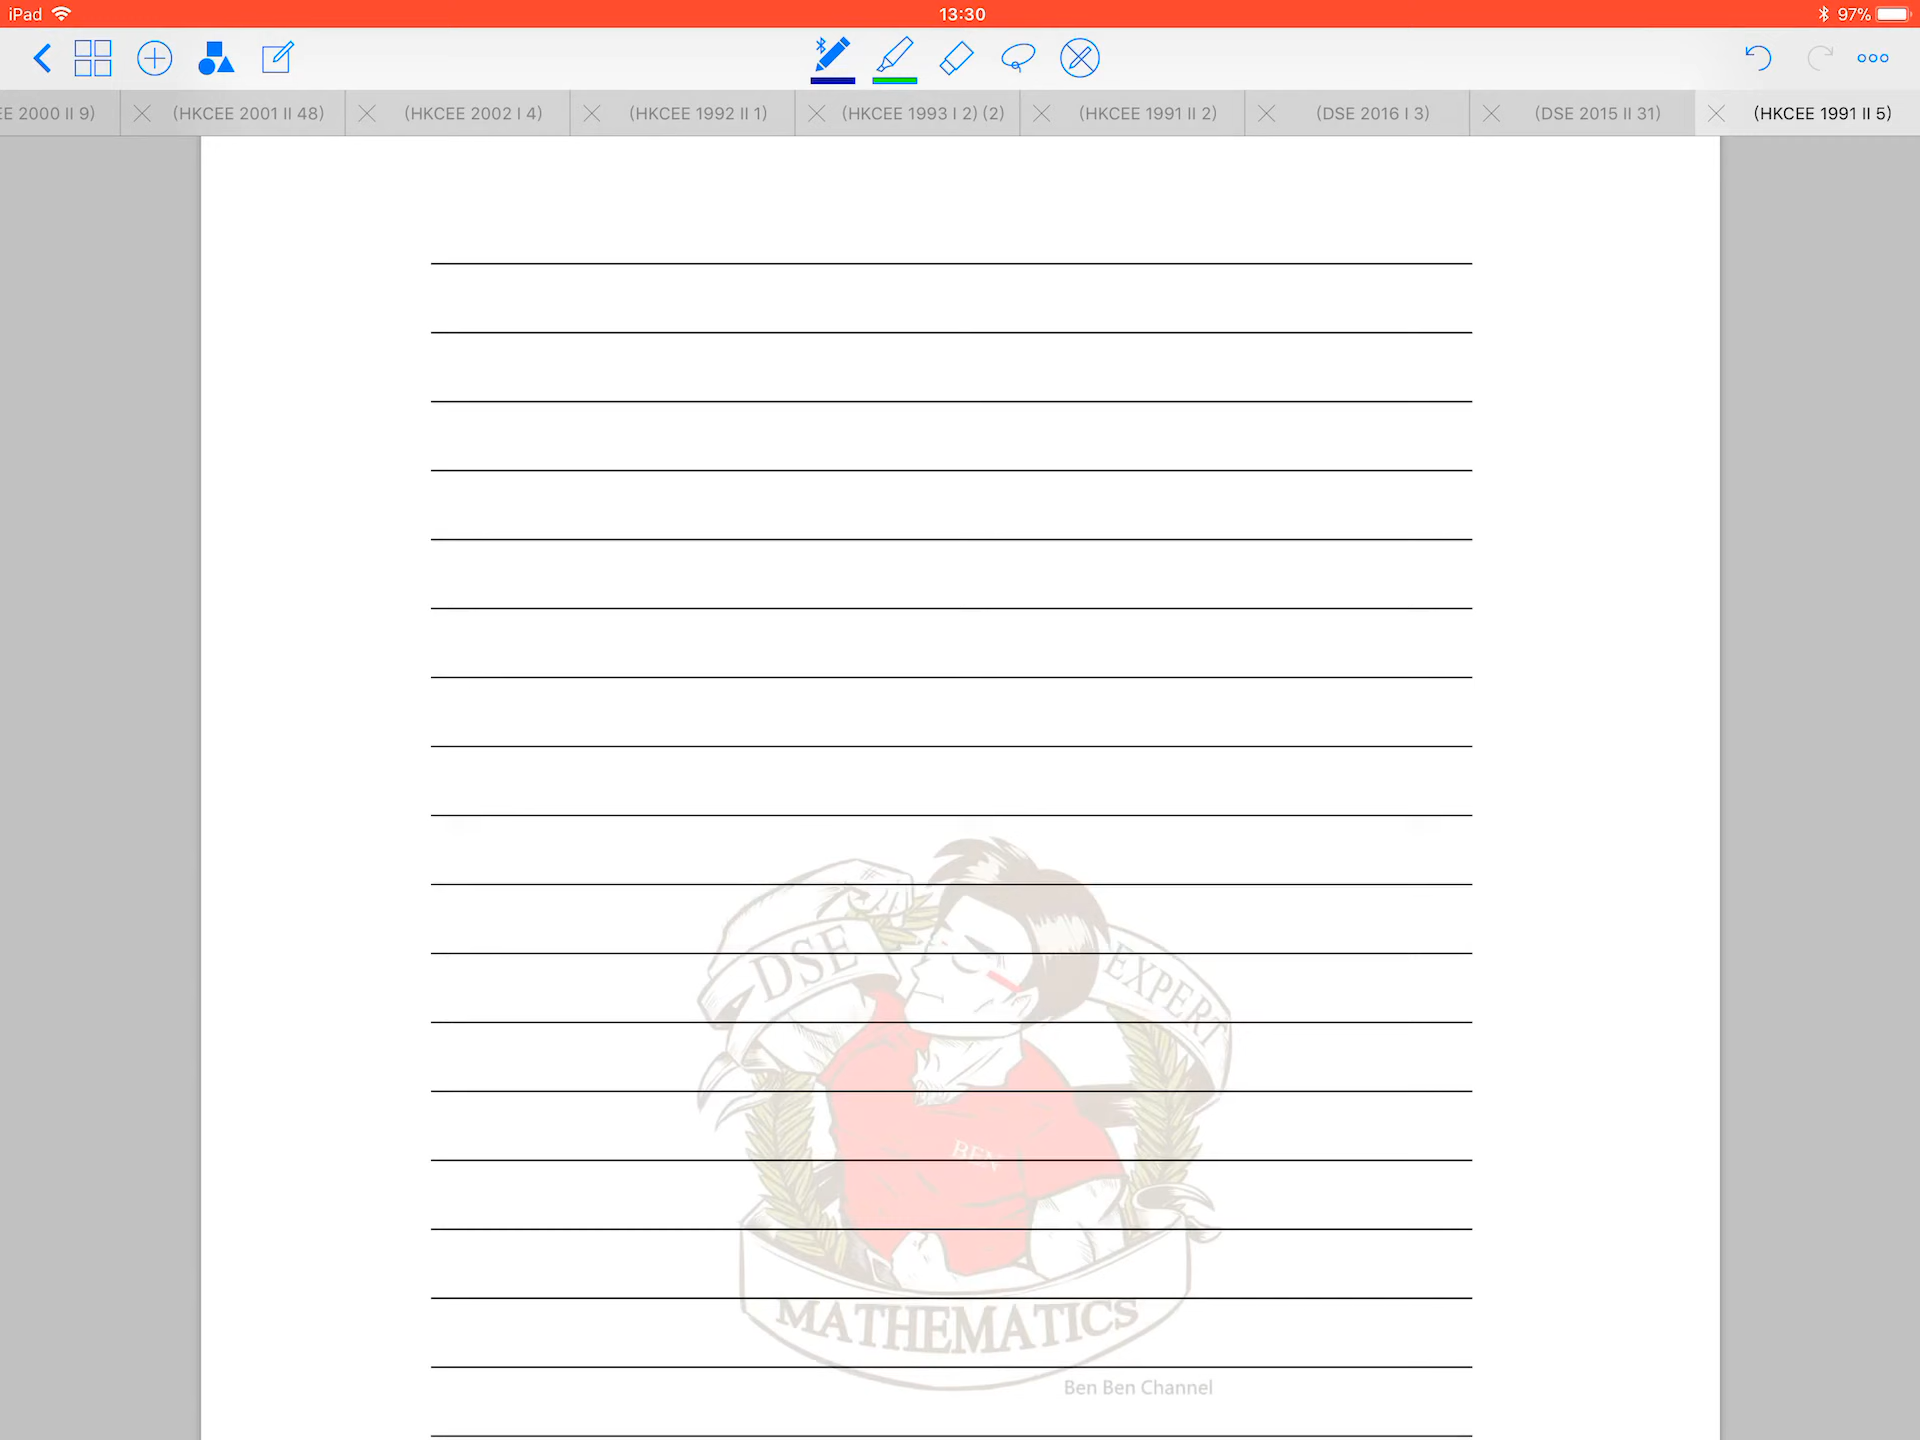 iPad 13:30 97%
E 2000 II 9) (HKCEE 2001 II 48) (HKCEE 2002 I 4) (HKCEE 1992 II 1) (HKCEE 1993 I 2) (2) (HKCEE 1991 II 2) (DSE 2016 I 3) (DSE 2015 II 31) (HKCEE 1991 II 5)
DSE EXPERT
BEN
MATHEMATICS
Ben Ben Channel